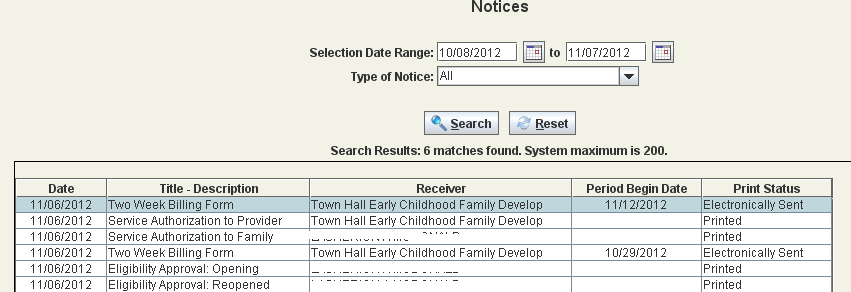 Notices
Selection Date Range: 10/08/2012 to 11/07/2012
Type of Notice: All
Search Reset
Search Results: 6 matches found. System maximum is 200.
Date Title - Description Receiver Period Begin Date Print Status
11/06/2012 Two Week Billing Form Town Hall Early Childhood Family Develop 11/12/2012 Electronically Sent
11/06/2012 Service Authorization to Provider Town Hall Early Childhood Family Develop Printed
11/06/2012 Service Authorization to Family Printed
11/06/2012 Two Week Billing Form Town Hall Early Childhood Family Develop 10/29/2012 Electronically Sent
11/06/2012 Eligibility Approval: Opening Printed
11/06/2012 Eligibility Approval: Reopened Printed